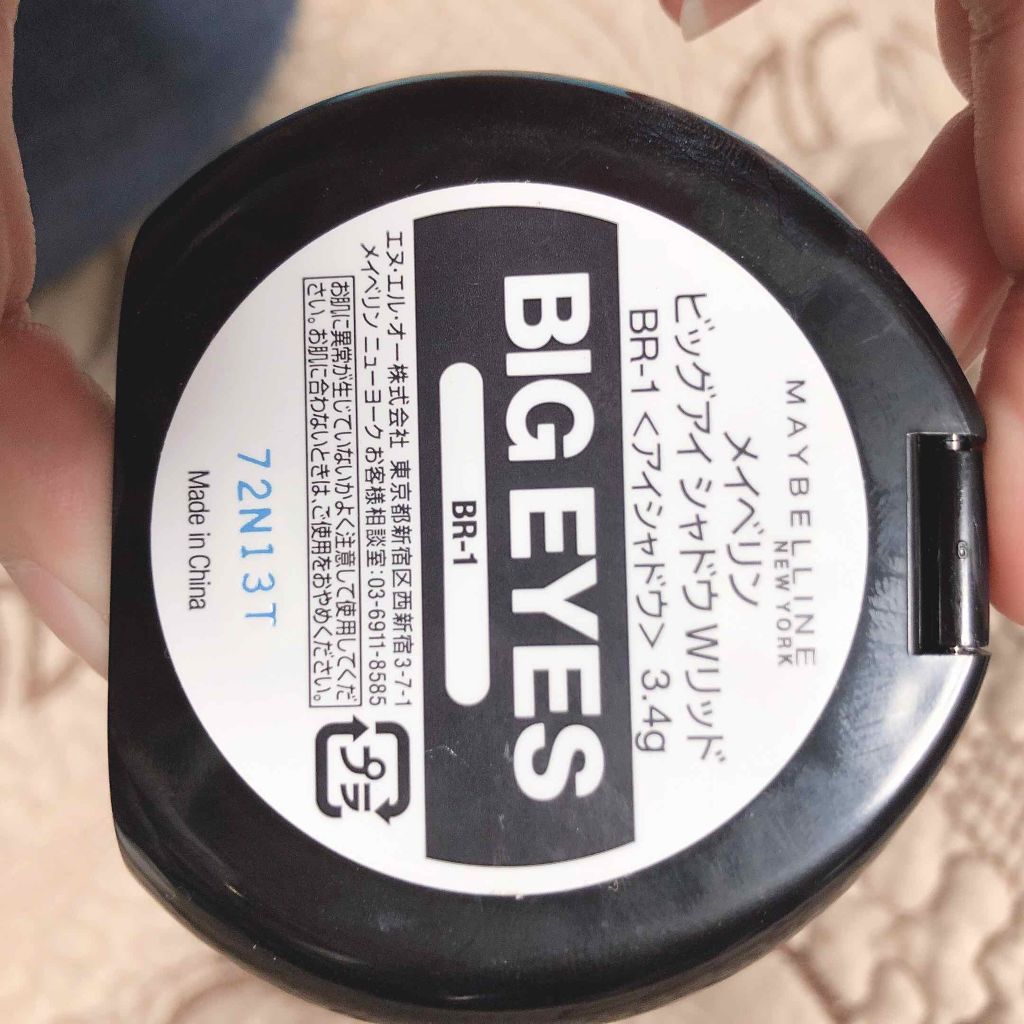 MAYBELLINE
NEW YORK
メイベリン
ビッグアイ シャドウ Wリッド
BR-1 <アイシャドウ> 3.4g
BIG EYES
BR-1
エヌ・エル・オー株式会社 東京都新宿区西新宿3-7-1
メイベリン ニューヨーク お客様相談室:03-6911-8585
お肌に異常が生じていないかよく注意して使用してくだ
さい。お肌に合わないときは、ご使用をおやめください。
プラ
72N13T
Made in China